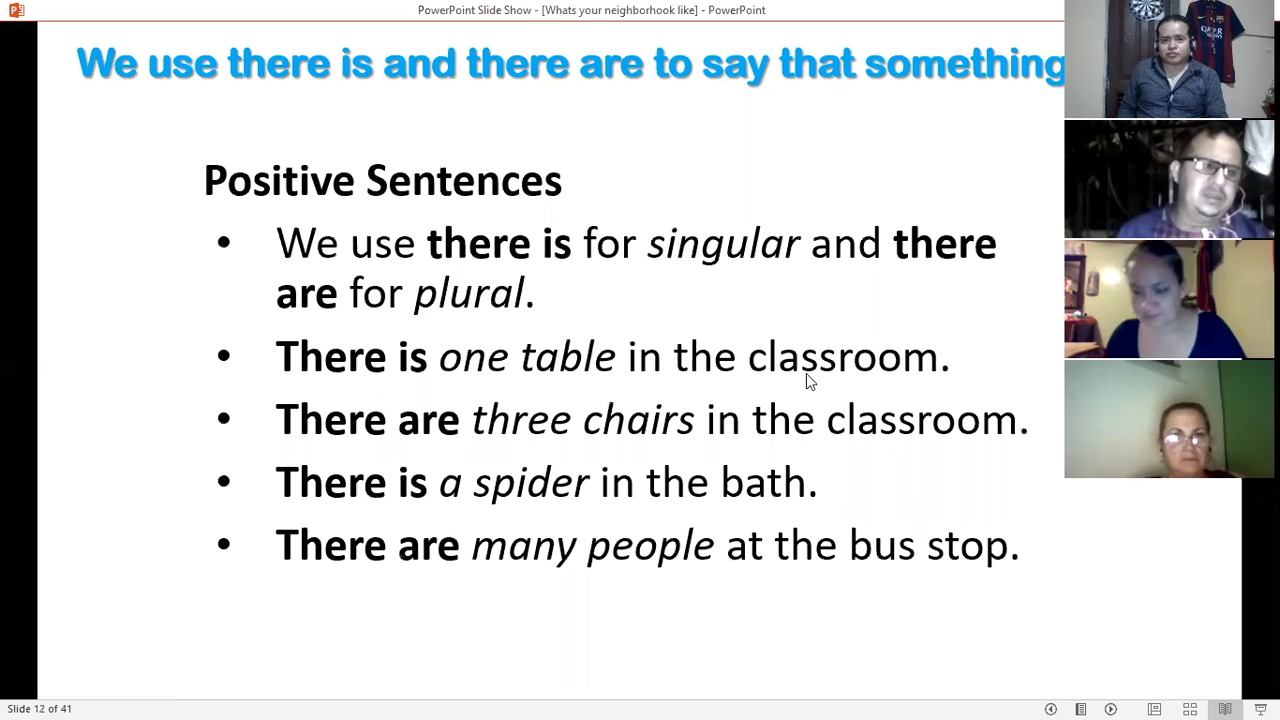 PowerPoint Slide Show - [Whats your neighborhook like] - PowerPoint
We use there is and there are to say that something
Positive Sentences
• We use there is for singular and there
are for plural.
• There is one table in the classroom.
• There are three chairs in the classroom.
• There is a spider in the bath.
• There are many people at the bus stop.
Slide 12 of 41